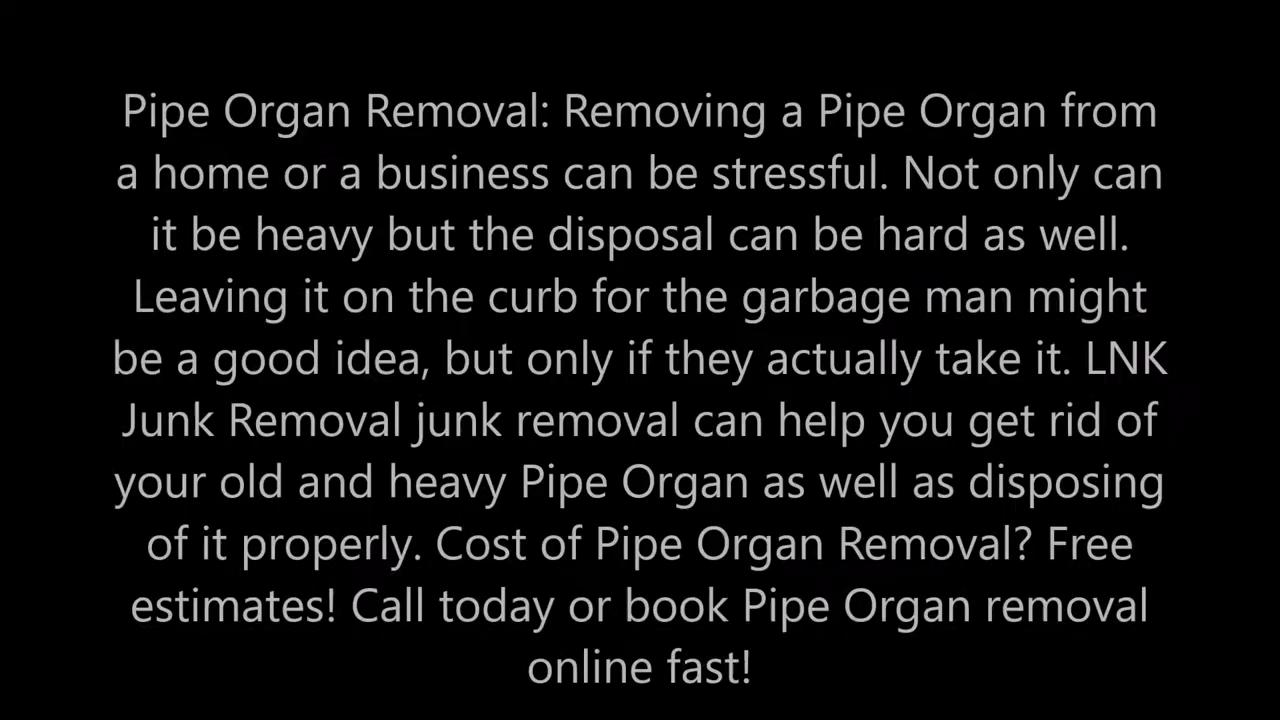 Pipe Organ Removal: Removing a Pipe Organ from
a home or a business can be stressful. Not only can
it be heavy but the disposal can be hard as well.
Leaving it on the curb for the garbage man might
be a good idea, but only if they actually take it. LNK
Junk Removal junk removal can help you get rid of
your old and heavy Pipe Organ as well as disposing
of it properly. Cost of Pipe Organ Removal? Free
estimates! Call today or book Pipe Organ removal
online fast!